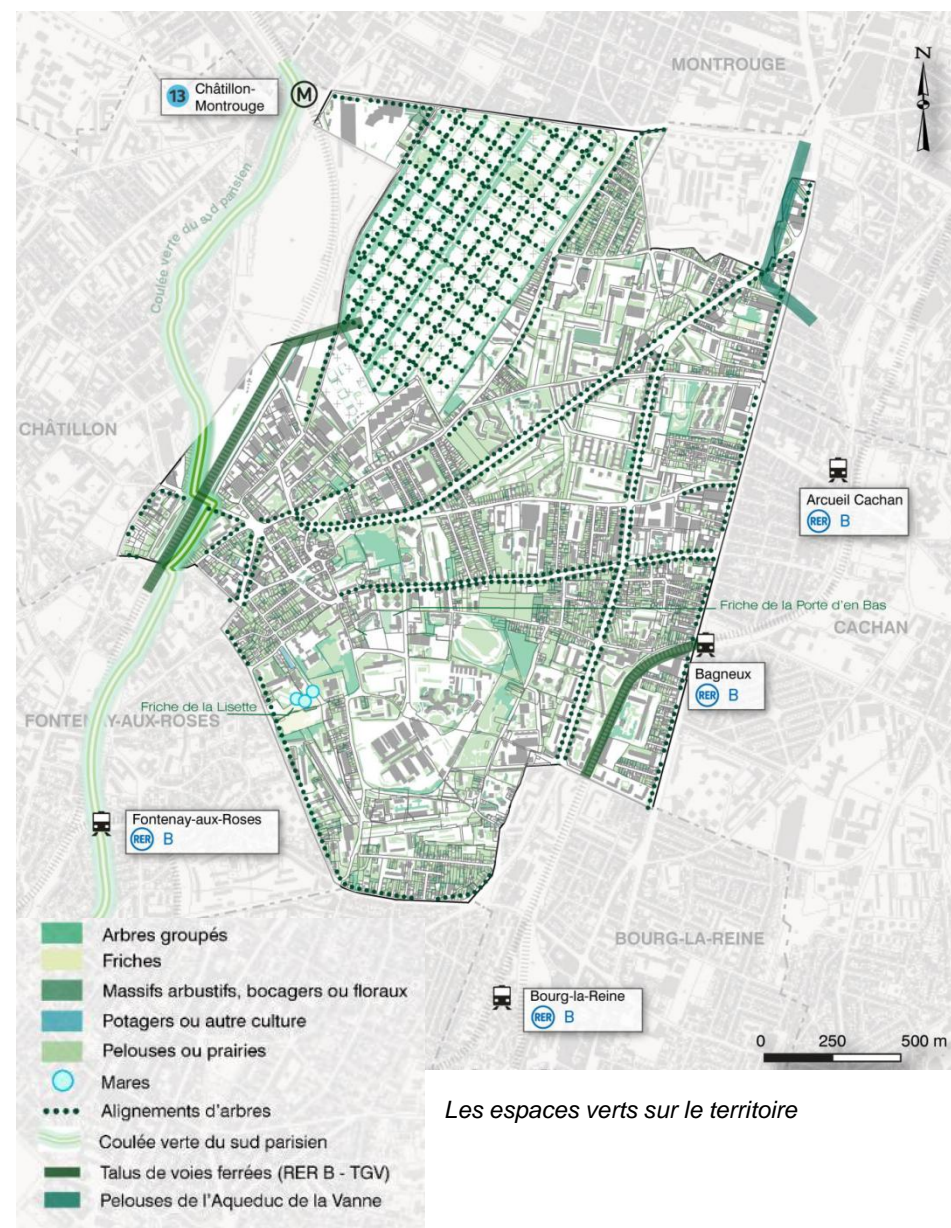 MONTROUGE
N
13 Châtillon-
Montrouge
M
Coulée verte du sud parisien
CHÂTILLON
Arcueil Cachan
RER B
Friche de la Porte d'en Bas
CACHAN
Bagneux
RER B
Friche de la Lisette
FONTENAY-AUX-ROSES
Fontenay-aux-Roses
RER B
BOURG-LA-REINE
Bourg-la-Reine
RER B
0 250 500 m
Arbres groupés
Friches
Massifs arbustifs, bocagers ou floraux
Potagers ou autre culture
Pelouses ou prairies
Mares
Alignements d'arbres
Coulée verte du sud parisien
Talus de voies ferrées (RER B - TGV)
Pelouses de l'Aqueduc de la Vanne
Les espaces verts sur le territoire